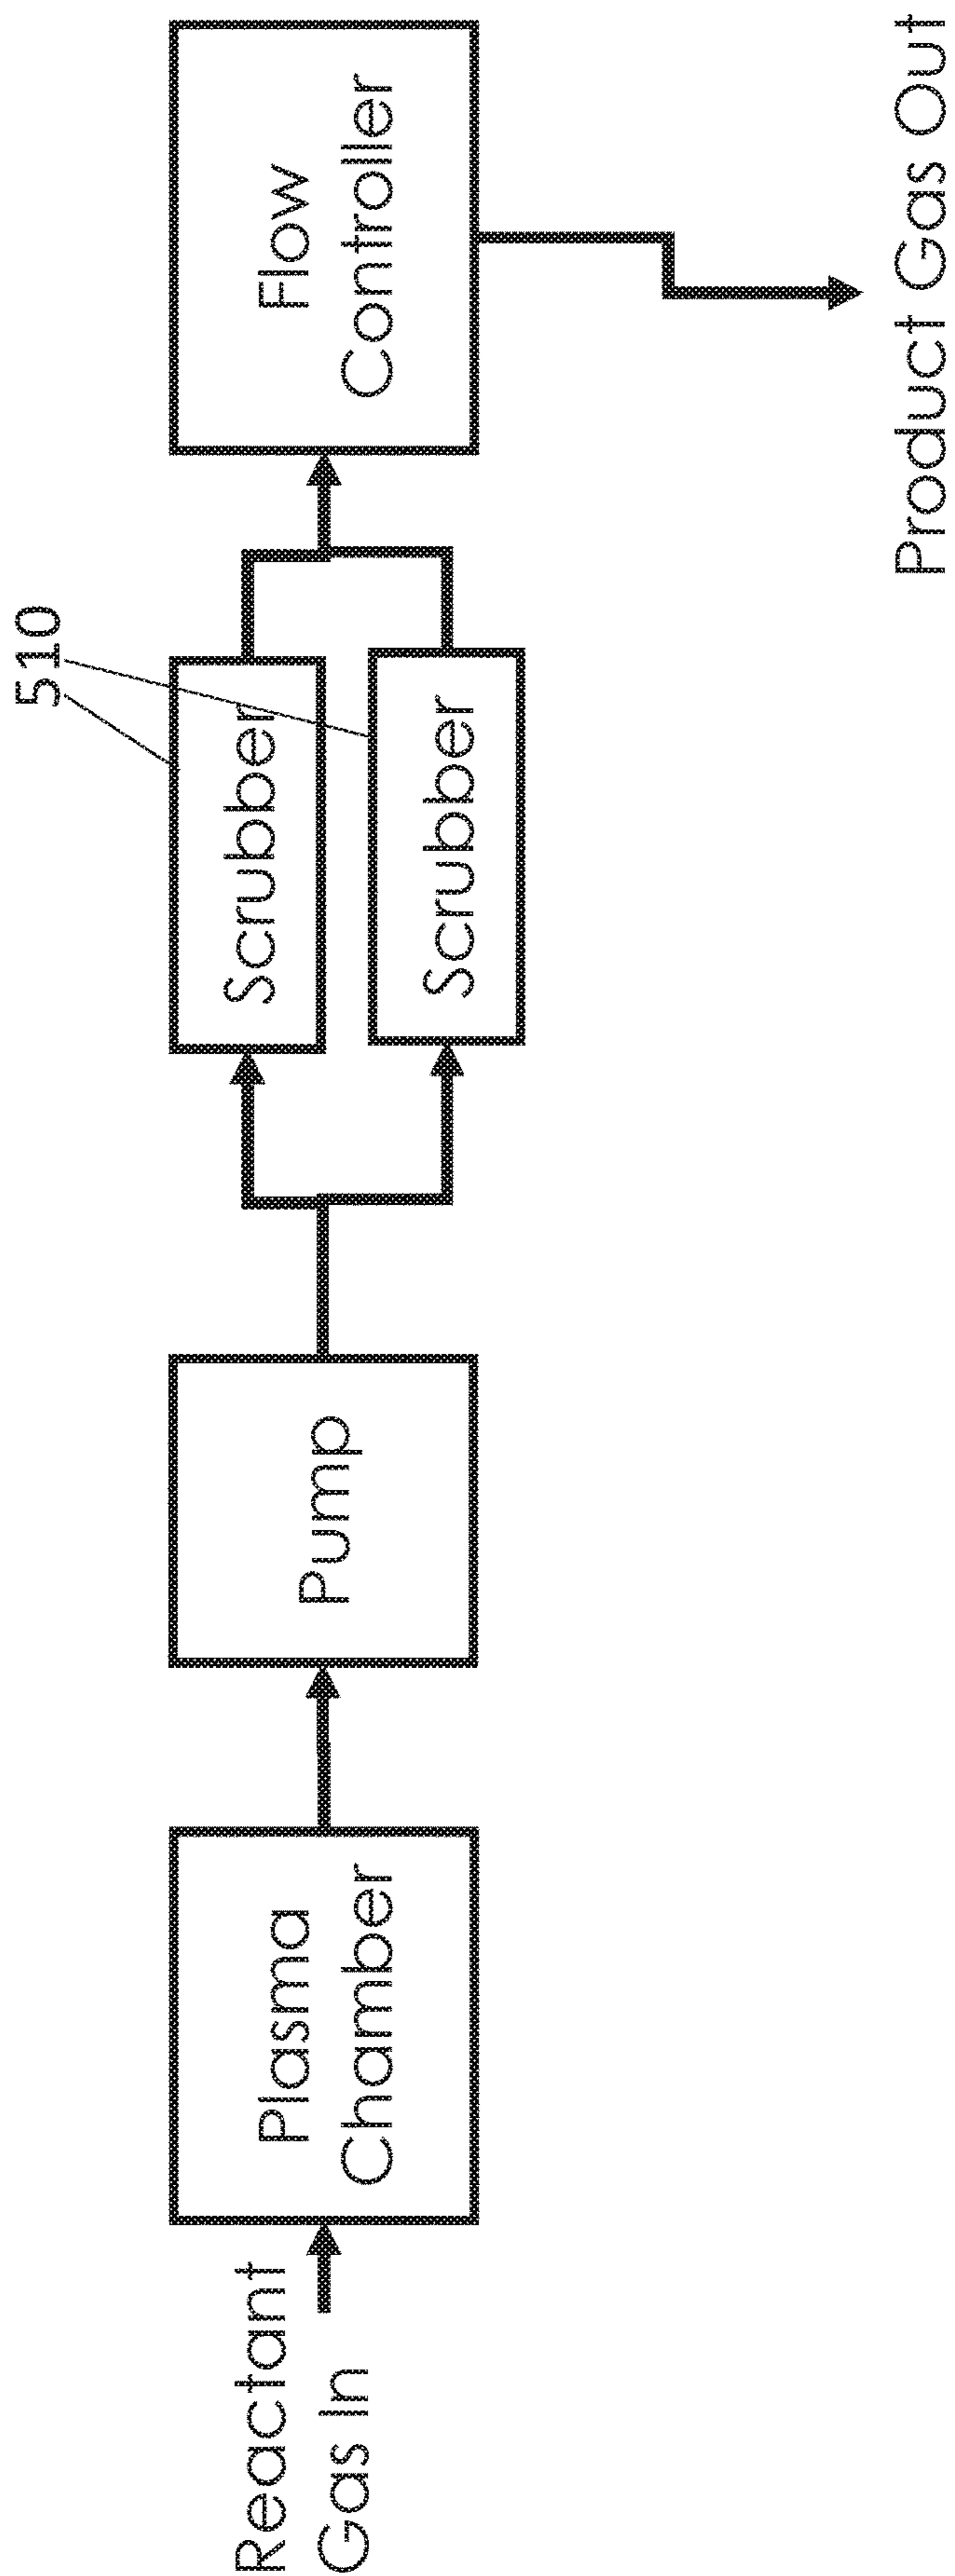 510
Reactant
Gas In
Plasma
Chamber
Pump
Scrubber
Scrubber
Flow
Controller
Product Gas Out